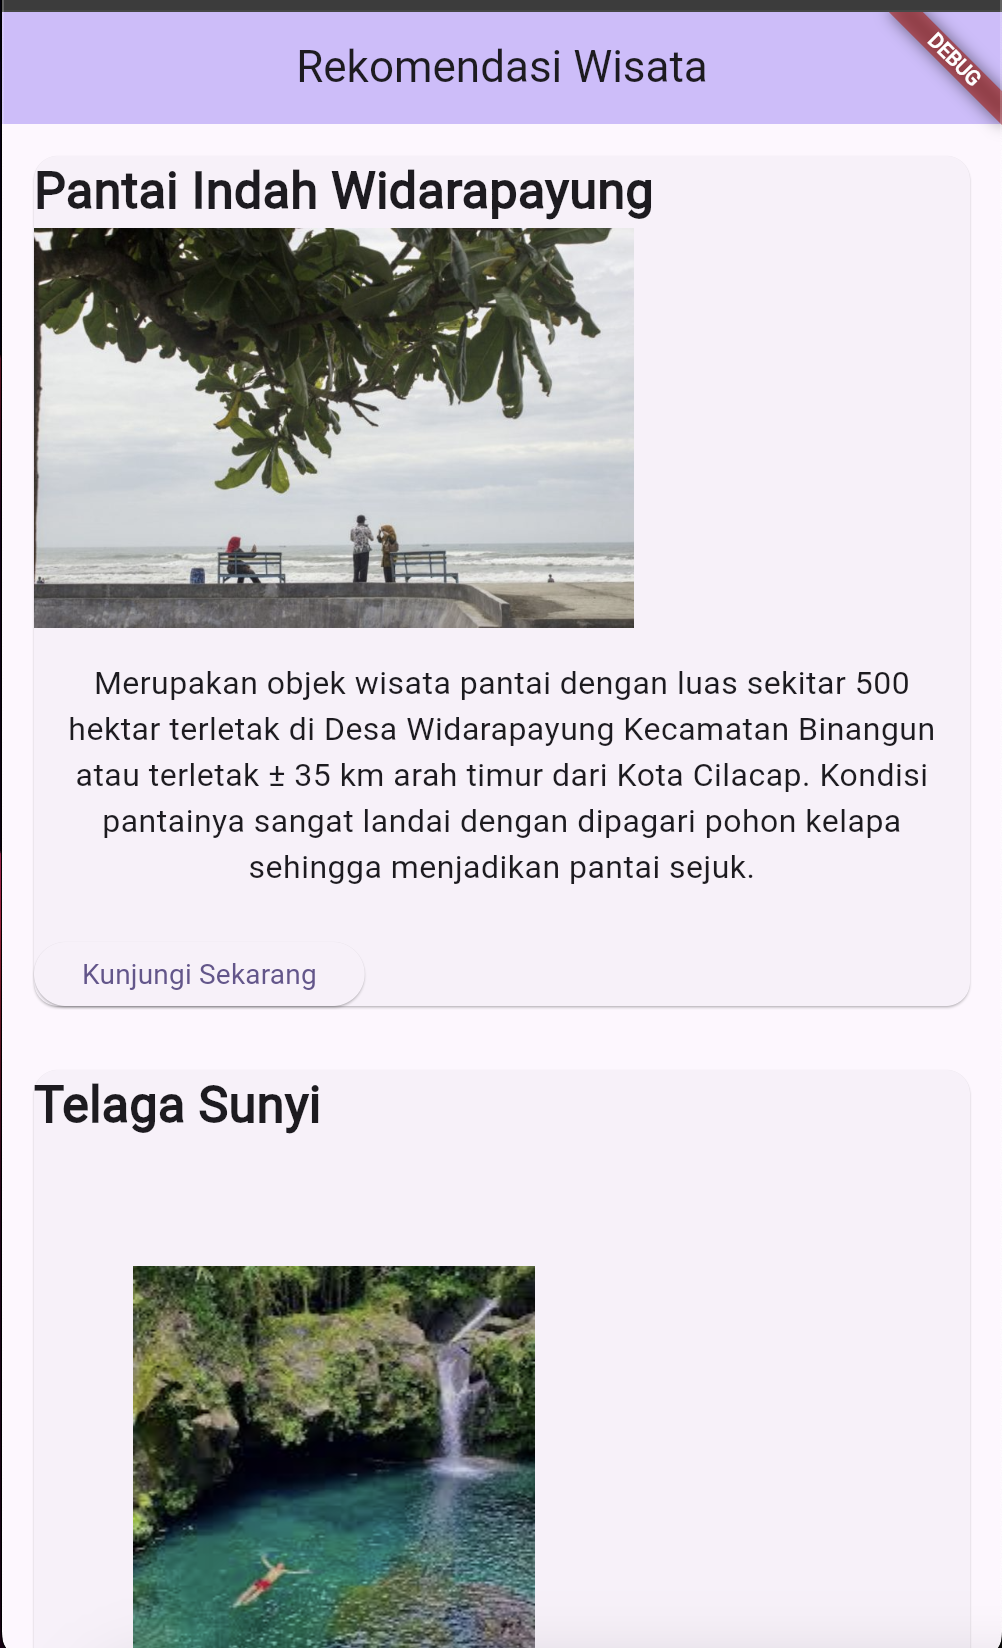 Rekomendasi Wisata
DEBUG
Pantai Indah Widarapayung
Merupakan objek wisata pantai dengan luas sekitar 500
hektar terletak di Desa Widarapayung Kecamatan Binangun
atau terletak ± 35 km arah timur dari Kota Cilacap. Kondisi
pantainya sangat landai dengan dipagari pohon kelapa
sehingga menjadikan pantai sejuk.
Kunjungi Sekarang
Telaga Sunyi